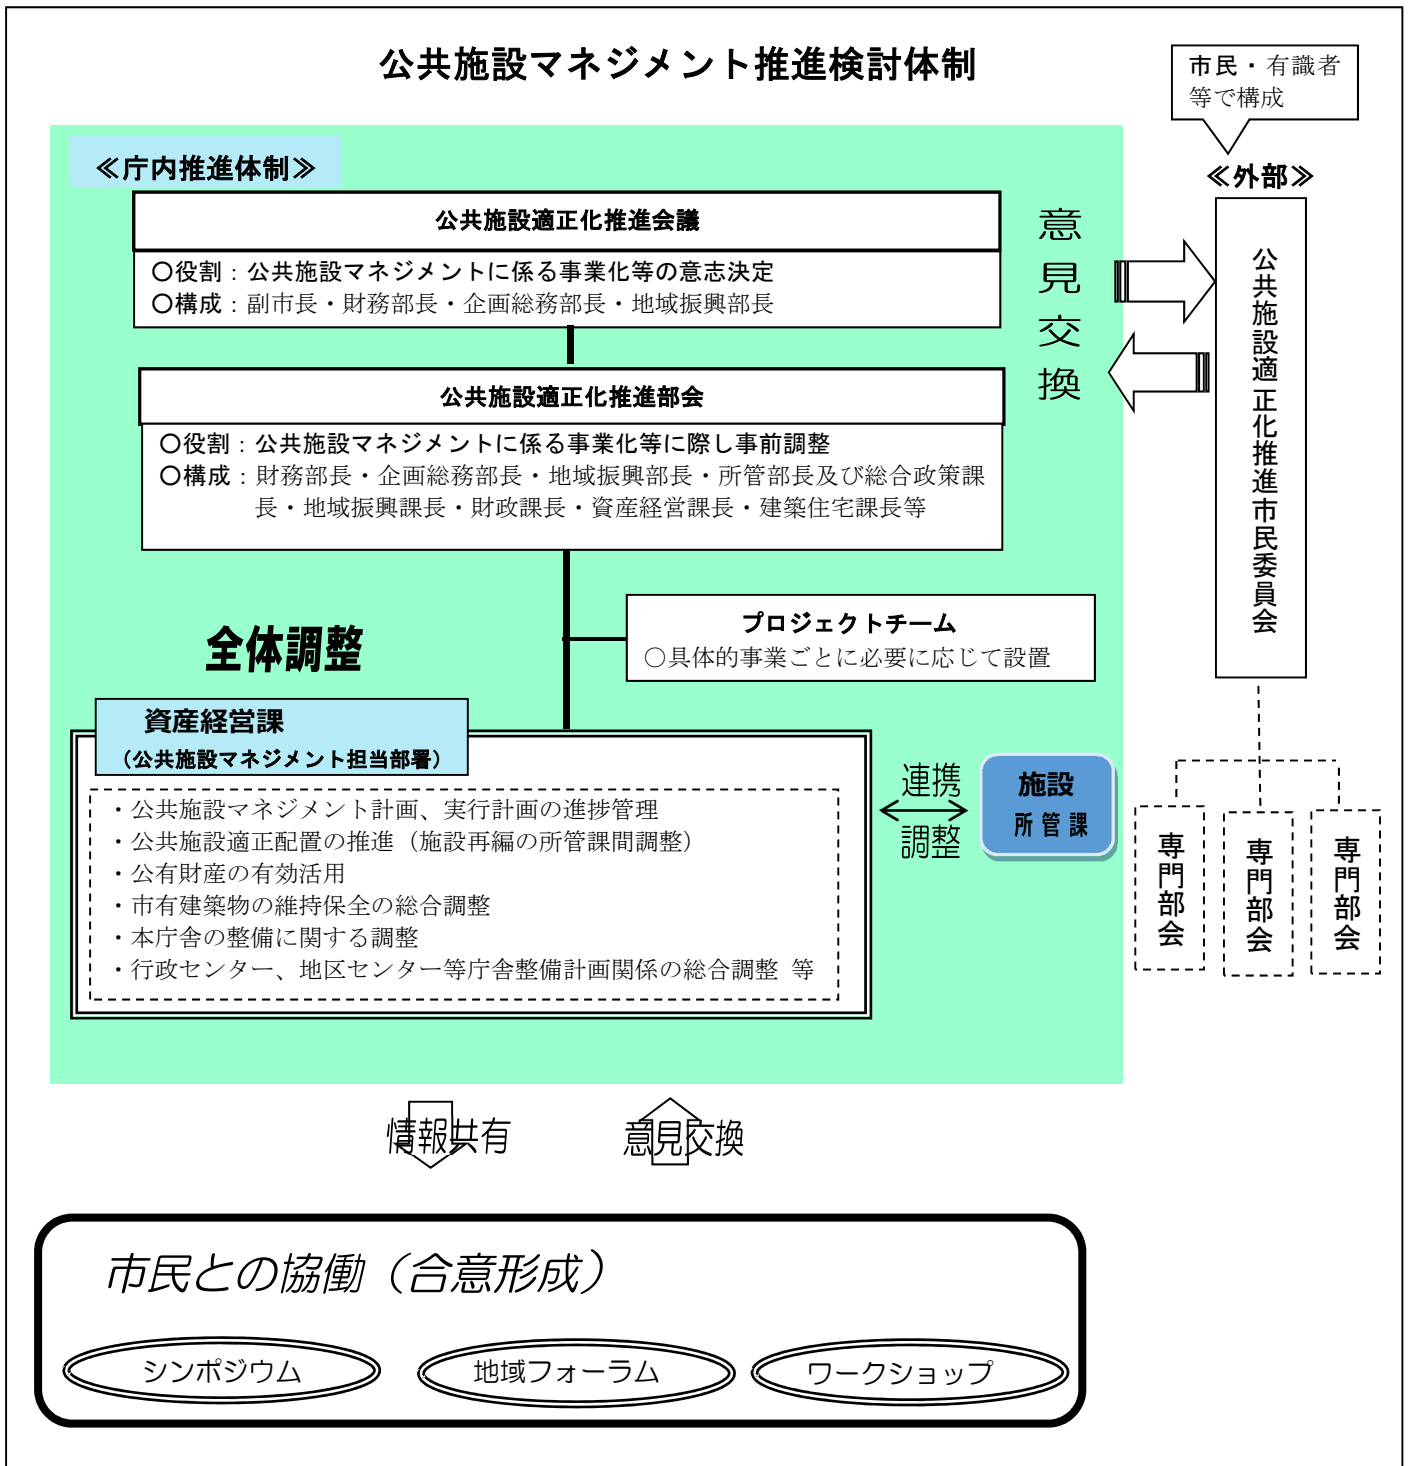 公共施設マネジメント推進検討体制
市民・有識者
等で構成
≪庁内推進体制≫
≪外部≫
公共施設適正化推進会議
〇役割：公共施設マネジメントに係る事業化等の意志決定
〇構成：副市長・財務部長・企画総務部長・地域振興部長
意見交換
公共施設適正化推進市民委員会
公共施設適正化推進部会
〇役割：公共施設マネジメントに係る事業化等に際し事前調整
〇構成：財務部長・企画総務部長・地域振興部長・所管部長及び総合政策課
長・地域振興課長・財政課長・資産経営課長・建築住宅課長等
プロジェクトチーム
〇具体的事業ごとに必要に応じて設置
全体調整
資産経営課
（公共施設マネジメント担当部署）
・公共施設マネジメント計画、実行計画の進捗管理
・公共施設適正配置の推進（施設再編の所管課間調整）
・公有財産の有効活用
・市有建築物の維持保全の総合調整
・本庁舎の整備に関する調整
・行政センター、地区センター等庁舎整備計画関係の総合調整 等
連携
調整
施設
所管課
専門部会
専門部会
専門部会
情報共有
意見交換
市民との協働（合意形成）
シンポジウム
地域フォーラム
ワークショップ